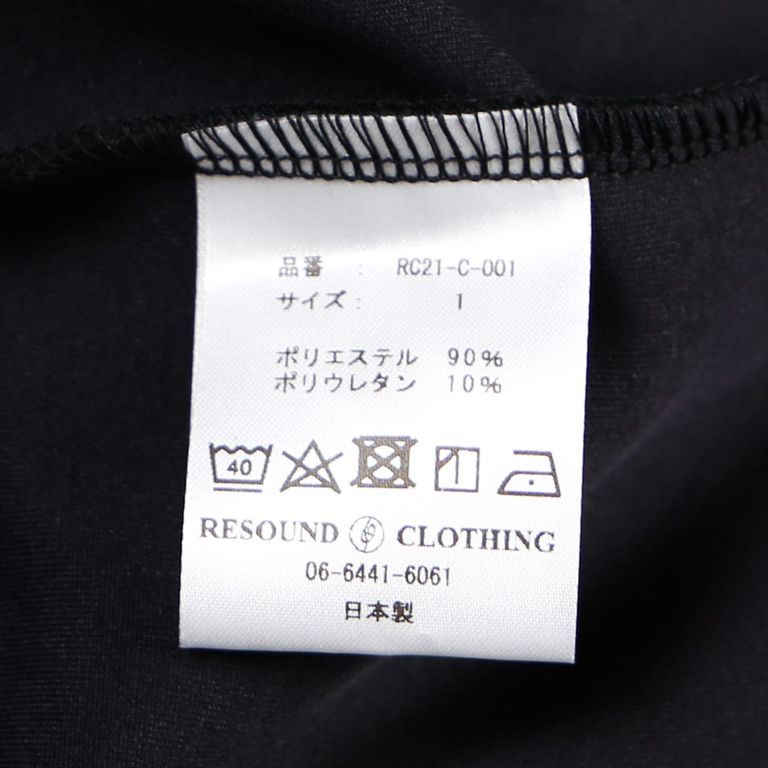 品番 : RC21-C-001
サイズ : 1
ポリエステル 90%
ポリウレタン 10%
40
RESOUND CLOTHING
06-6441-6061
日本製